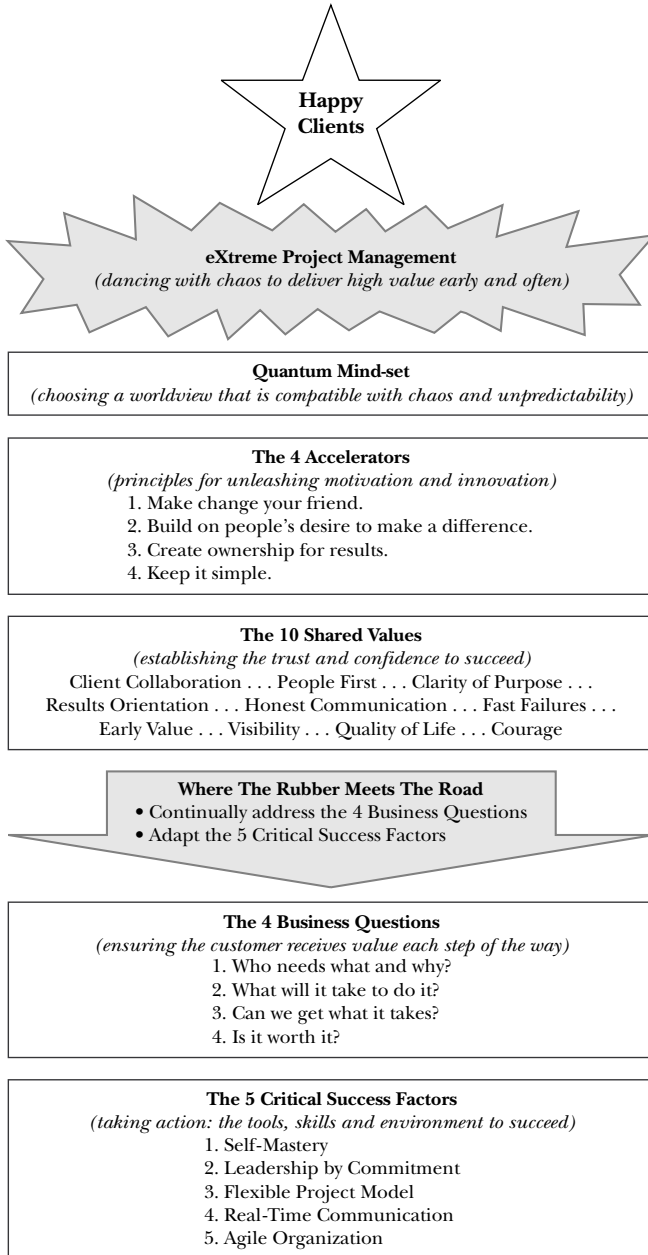 Happy
Clients
eXtreme Project Management
(dancing with chaos to deliver high value early and often)
Quantum Mind-set
(choosing a worldview that is compatible with chaos and unpredictability)
The 4 Accelerators
(principles for unleashing motivation and innovation)
1. Make change your friend.
2. Build on people’s desire to make a difference.
3. Create ownership for results.
4. Keep it simple.
The 10 Shared Values
(establishing the trust and confidence to succeed)
Client Collaboration . . . People First . . . Clarity of Purpose . . .
Results Orientation . . . Honest Communication . . . Fast Failures . . .
Early Value . . . Visibility . . . Quality of Life . . . Courage
Where The Rubber Meets The Road
• Continually address the 4 Business Questions
• Adapt the 5 Critical Success Factors
The 4 Business Questions
(ensuring the customer receives value each step of the way)
1. Who needs what and why?
2. What will it take to do it?
3. Can we get what it takes?
4. Is it worth it?
The 5 Critical Success Factors
(taking action: the tools, skills and environment to succeed)
1. Self-Mastery
2. Leadership by Commitment
3. Flexible Project Model
4. Real-Time Communication
5. Agile Organization